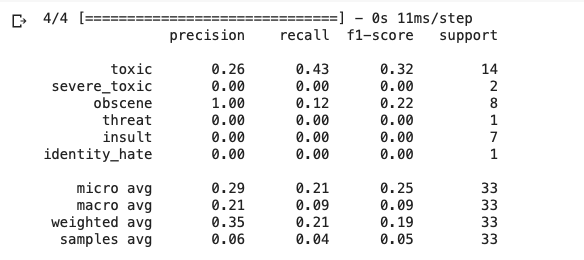 4/4 [==============================] - 0s 11ms/step
precision recall f1-score support
toxic 0.26 0.43 0.32 14
severe_toxic 0.00 0.00 0.00 2
obscene 1.00 0.12 0.22 8
threat 0.00 0.00 0.00 1
insult 0.00 0.00 0.00 7
identity_hate 0.00 0.00 0.00 1
micro avg 0.29 0.21 0.25 33
macro avg 0.21 0.09 0.09 33
weighted avg 0.35 0.21 0.19 33
samples avg 0.06 0.04 0.05 33